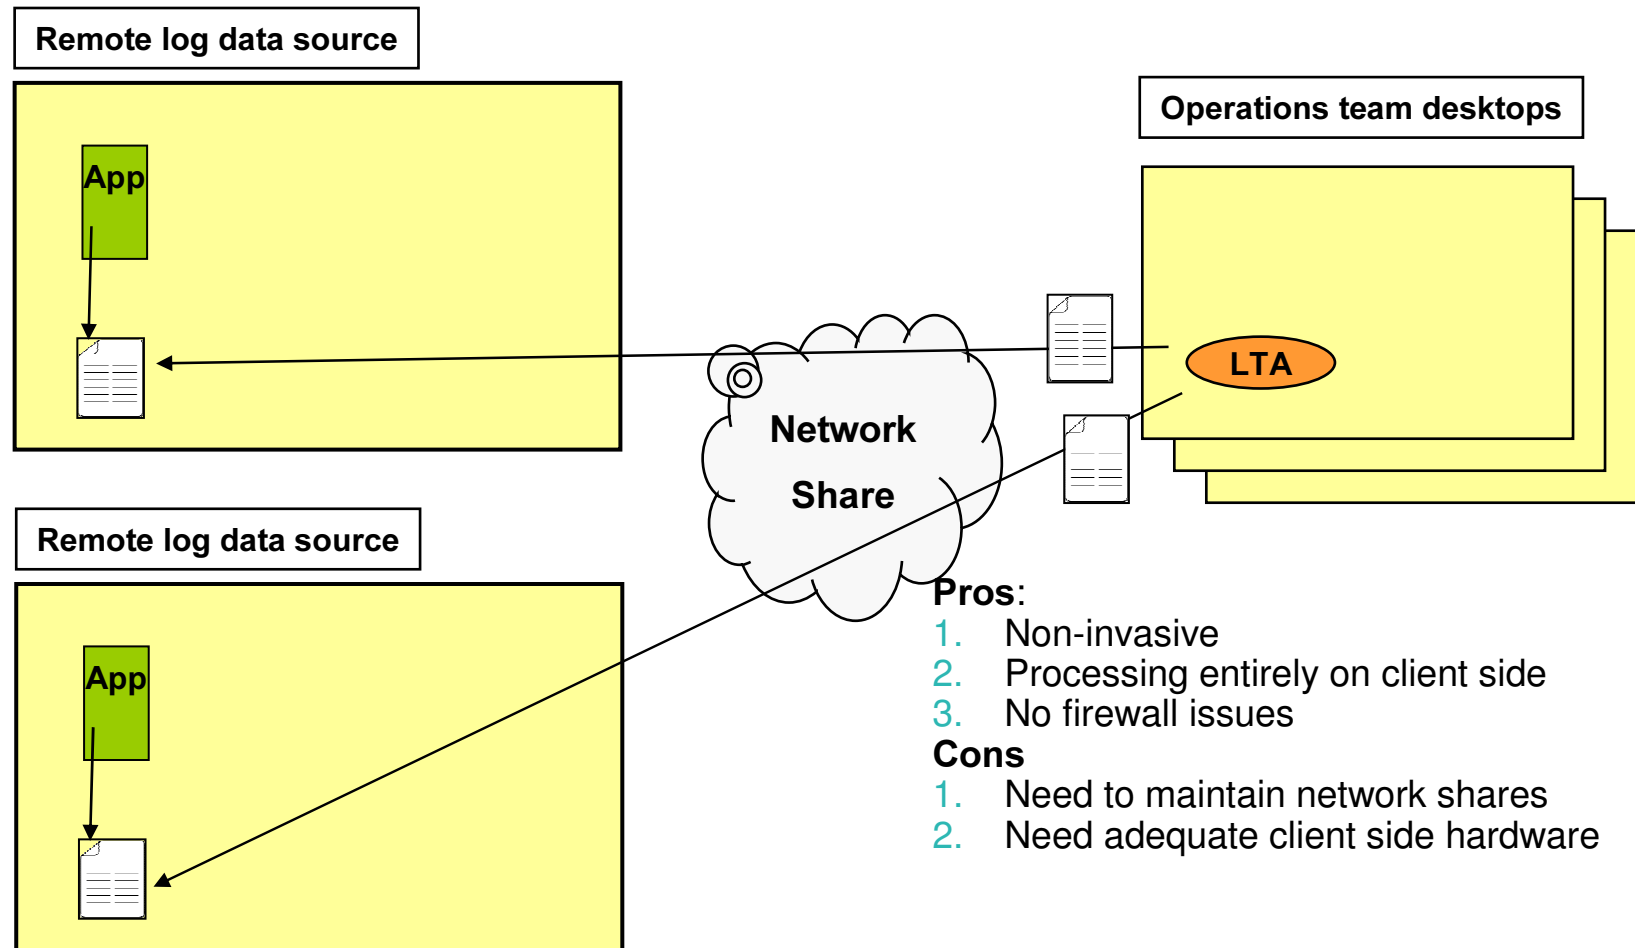 Remote log data source
Operations team desktops
App
LTA
Network
Share
Remote log data source
App
Pros:
1. Non-invasive
2. Processing entirely on client side
3. No firewall issues
Cons
1. Need to maintain network shares
2. Need adequate client side hardware